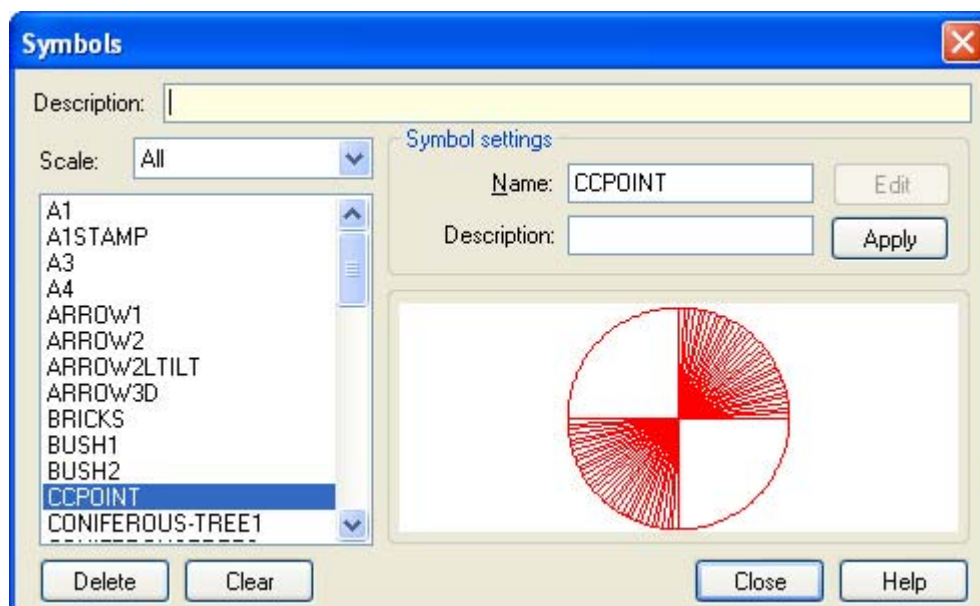 Symbols
Description:
Scale: All
A1
A1STAMP
A3
A4
ARROW1
ARROW2
ARROW2LTILT
ARROW3D
BRICKS
BUSH1
BUSH2
CCPOINT
CONIFEROUS-TREE1
Symbol settings
Name: CCPOINT
Edit
Description:
Apply
Delete
Clear
Close
Help